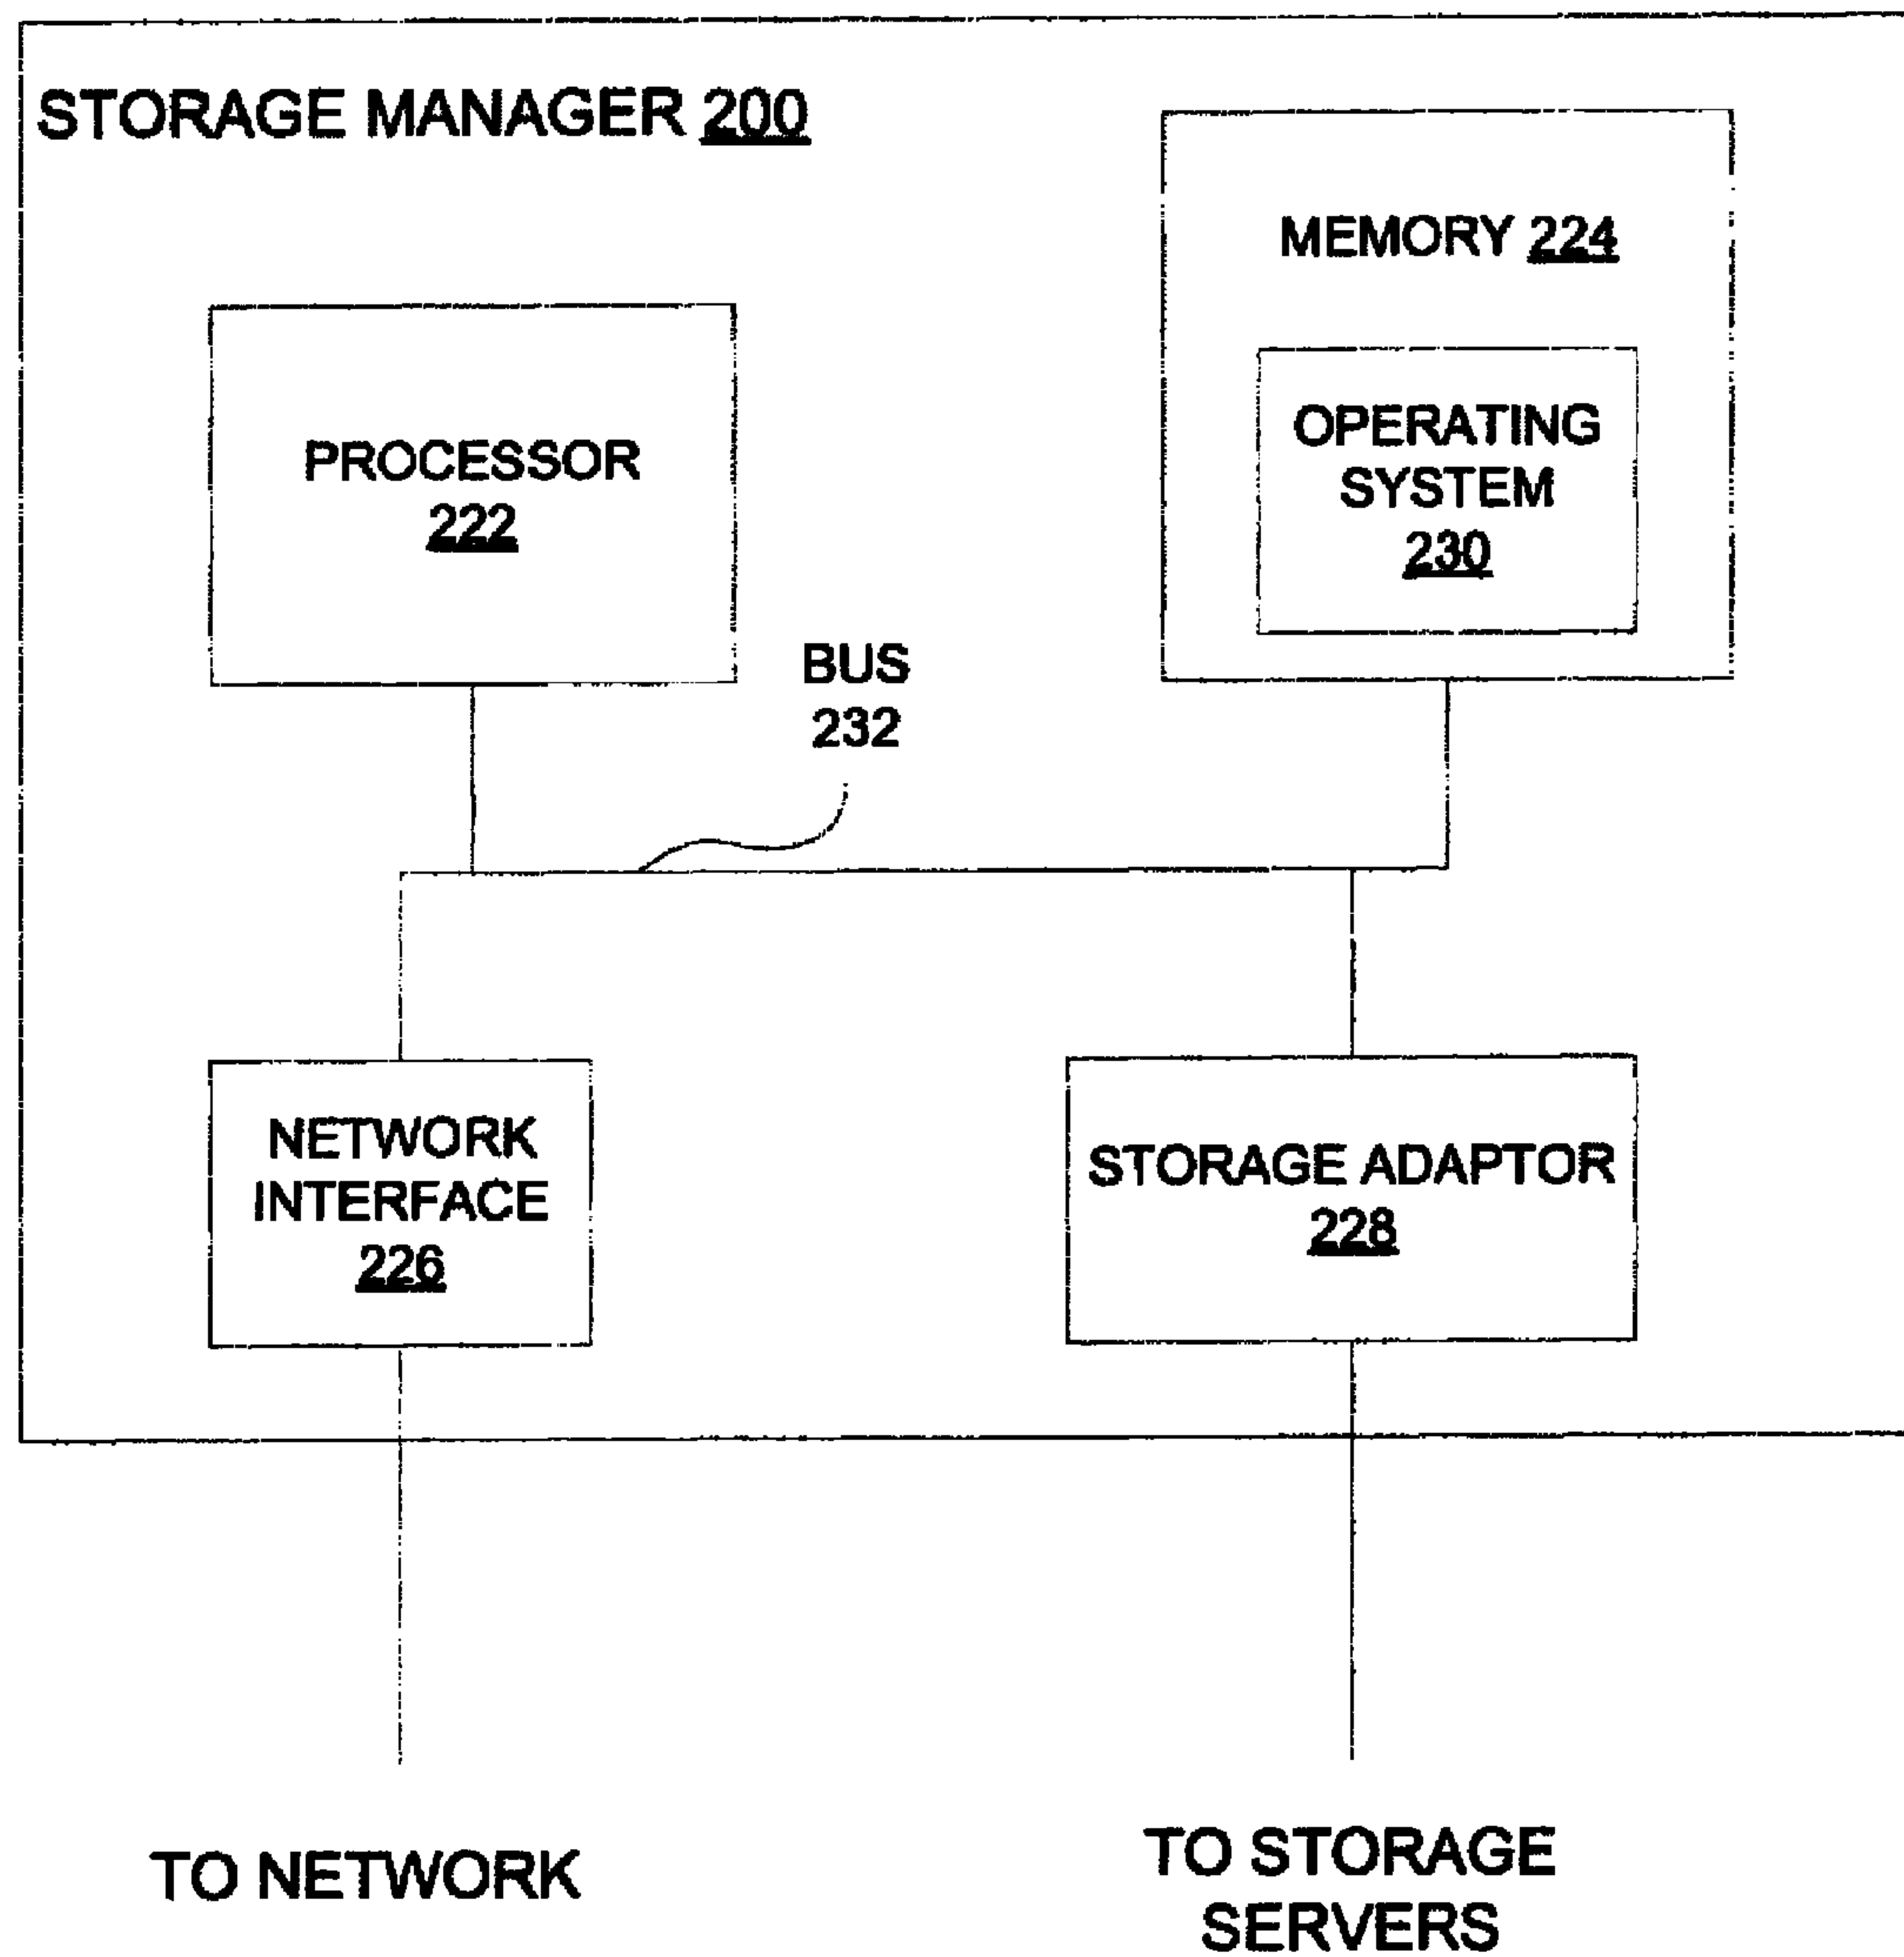 STORAGE MANAGER 200
MEMORY 224
OPERATING
SYSTEM
230
PROCESSOR
222
BUS
232
NETWORK
INTERFACE
226
STORAGE ADAPTOR
228
TO NETWORK
TO STORAGE
SERVERS